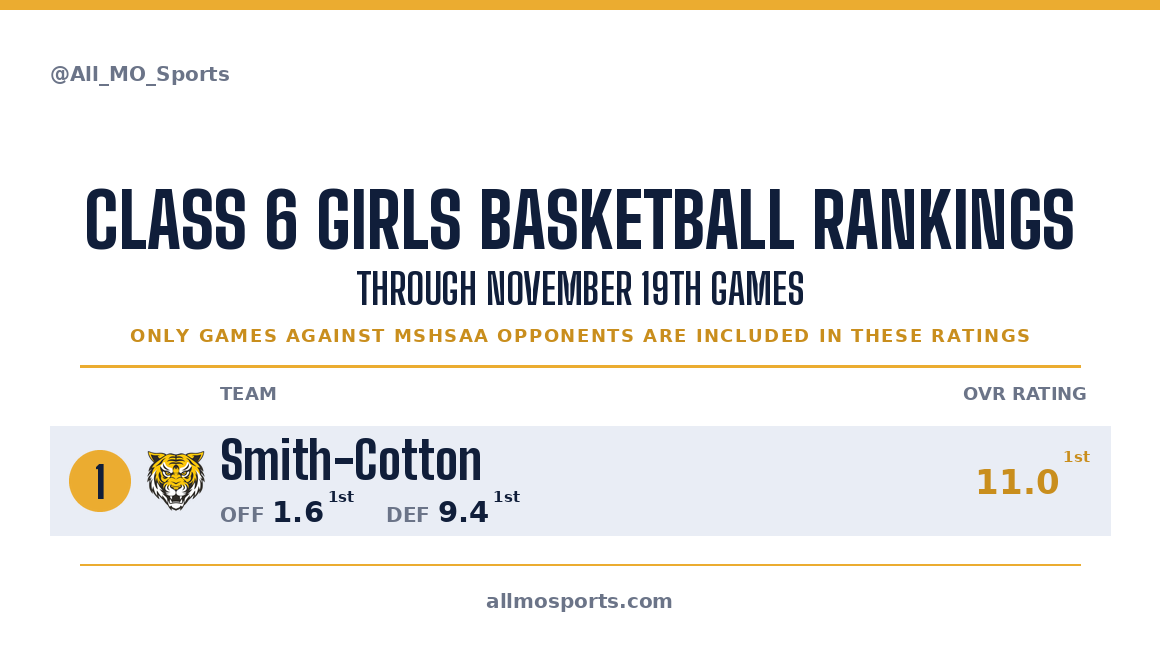 @All_MO_Sports
CLASS 6 GIRLS BASKETBALL RANKINGS
THROUGH NOVEMBER 19TH GAMES
ONLY GAMES AGAINST MSHSAA OPPONENTS ARE INCLUDED IN THESE RATINGS
TEAM OVR RATING
1 Smith-Cotton 11.0 1st
OFF 1.6 1st DEF 9.4 1st
allmosports.com